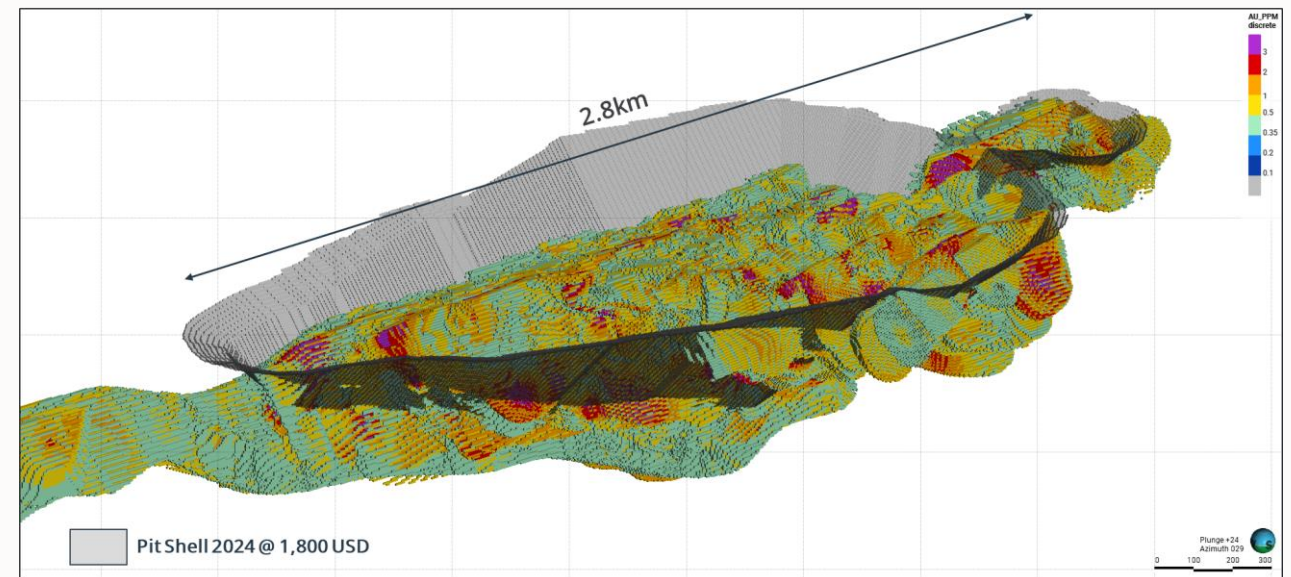 AU_PPM
discrete
3
2
1
0.5
0.35
0.2
0.1
2.8km
Pit Shell 2024 @ 1,800 USD
Plunge +24
Azimuth 029
0 100 200 300